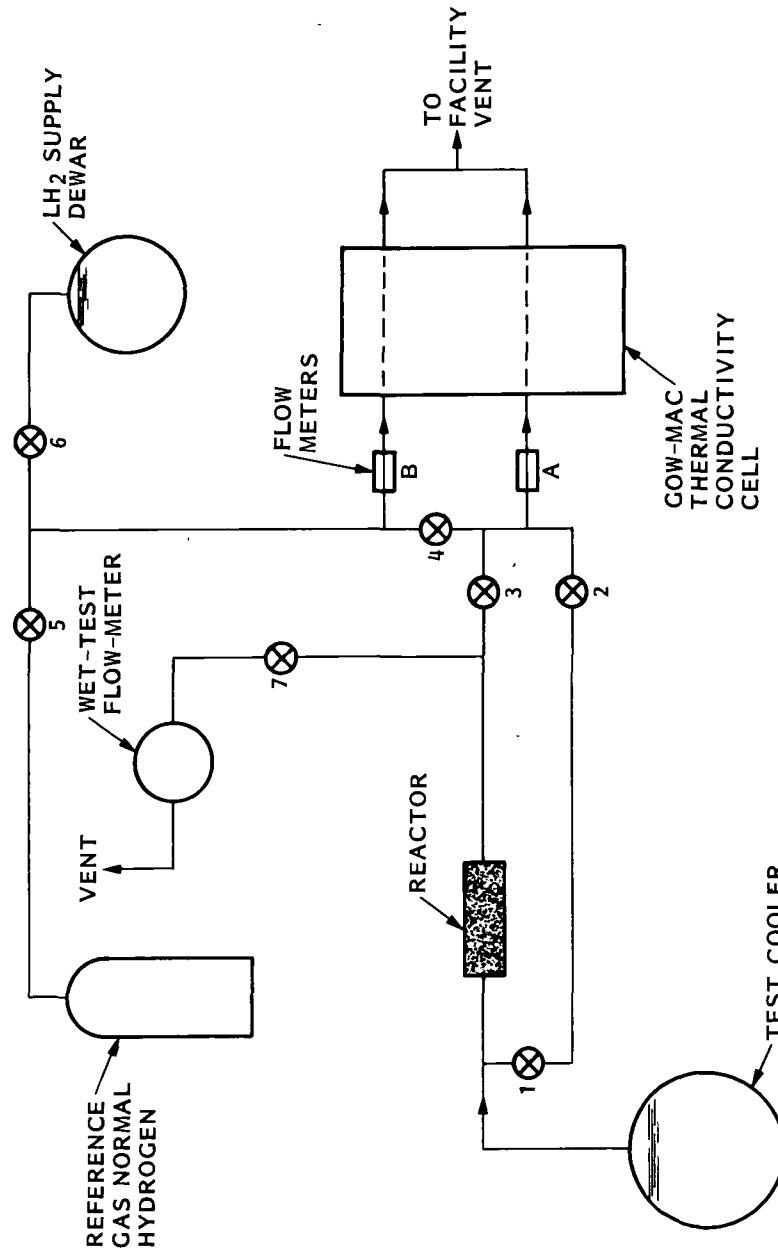 REFERENCE
GAS NORMAL
HYDROGEN
VENT
WET-TEST
FLOW-METER
LH2 SUPPLY
DEWAR
5
6
7
FLOW
METERS
B
A
TO
FACILITY
VENT
4
3
2
1
REACTOR
GOW-MAC
THERMAL
CONDUCTIVITY
CELL
TEST COOLER